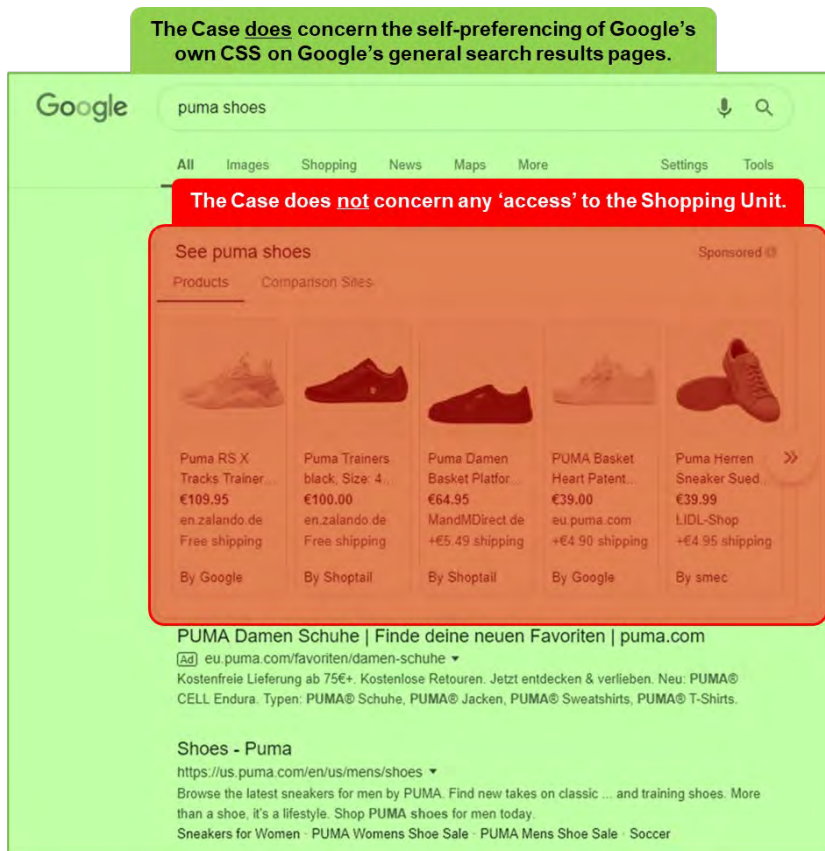 The Case does concern the self-preferencing of Google's
own CSS on Google's general search results pages.
Google
puma shoes
All Images Shopping News Maps More Settings Tools
The Case does not concern any ‘access’ to the Shopping Unit.
See puma shoes Sponsored
Products Comparison Sites
Puma RS X Puma Trainers Puma Damen PUMA Basket Puma Herren
Tracks Trainer... black, Size: 4... Basket Platfor... Heart Patent... Sneaker Sued...
€109.95 €100.00 €64.95 €39.00 €39.99
en.zalando.de en.zalando.de MandMDirect.de eu.puma.com LIDL-Shop
Free shipping Free shipping +€5.49 shipping +€4.90 shipping +€4.95 shipping
By Google By Shoptail By Shoptail By Google By smec
PUMA Damen Schuhe | Finde deine neuen Favoriten | puma.com
Ad eu.puma.com/favoriten/damen-schuhe
Kostenfreie Lieferung ab 75€+. Kostenlose Retouren. Jetzt entdecken & verlieben. Neu: PUMA®
CELL Endura. Typen: PUMA® Schuhe, PUMA® Jacken, PUMA® Sweatshirts, PUMA® T-Shirts.
Shoes - Puma
https://us.puma.com/en/us/mens/shoes
Browse the latest sneakers for men by PUMA. Find new takes on classic ... and training shoes. More
than a shoe, it's a lifestyle. Shop PUMA shoes for men today.
Sneakers for Women · PUMA Womens Shoe Sale · PUMA Mens Shoe Sale · Soccer